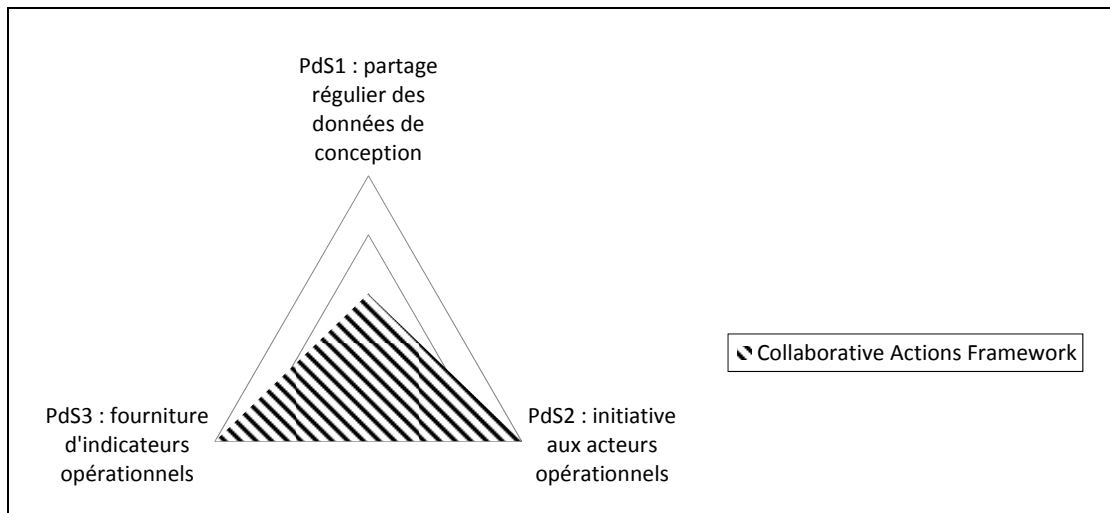 PdS1 : partage
régulier des
données de
conception
Collaborative Actions Framework
PdS3 : fourniture
d'indicateurs
opérationnels
PdS2 : initiative
aux acteurs
opérationnels